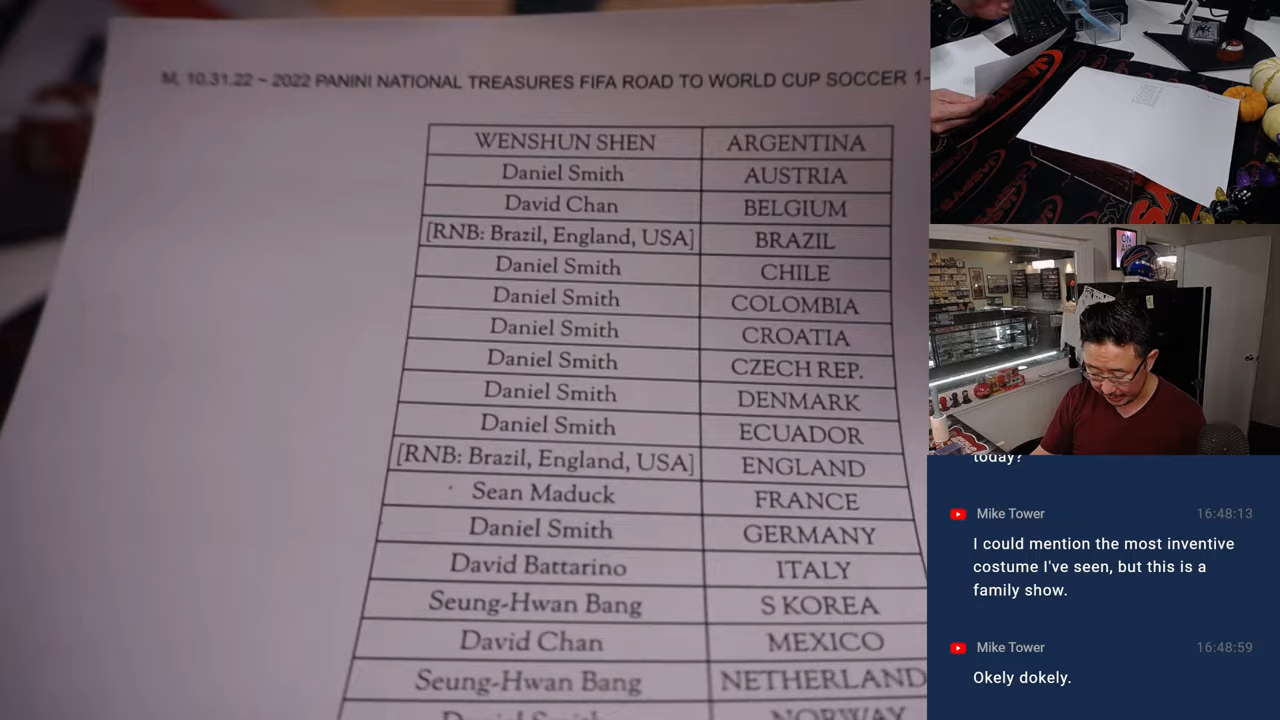 M, 10.31.22 ~ 2022 PANINI NATIONAL TREASURES FIFA ROAD TO WORLD CUP SOCCER 1-
WENSHUN SHEN ARGENTINA
Daniel Smith AUSTRIA
David Chan BELGIUM
[RNB: Brazil, England, USA] BRAZIL
Daniel Smith CHILE
Daniel Smith COLOMBIA
Daniel Smith CROATIA
Daniel Smith CZECH REP.
Daniel Smith DENMARK
Daniel Smith ECUADOR
[RNB: Brazil, England, USA] ENGLAND
Sean Maduck FRANCE
Daniel Smith GERMANY
David Battarino ITALY
Seung-Hwan Bang S KOREA
David Chan MEXICO
Seung-Hwan Bang NETHERLAND
Daniel Smith NORWAY
ON
AIR
today?
Mike Tower 16:48:13
I could mention the most inventive
costume I've seen, but this is a
family show.
Mike Tower 16:48:59
Okely dokely.